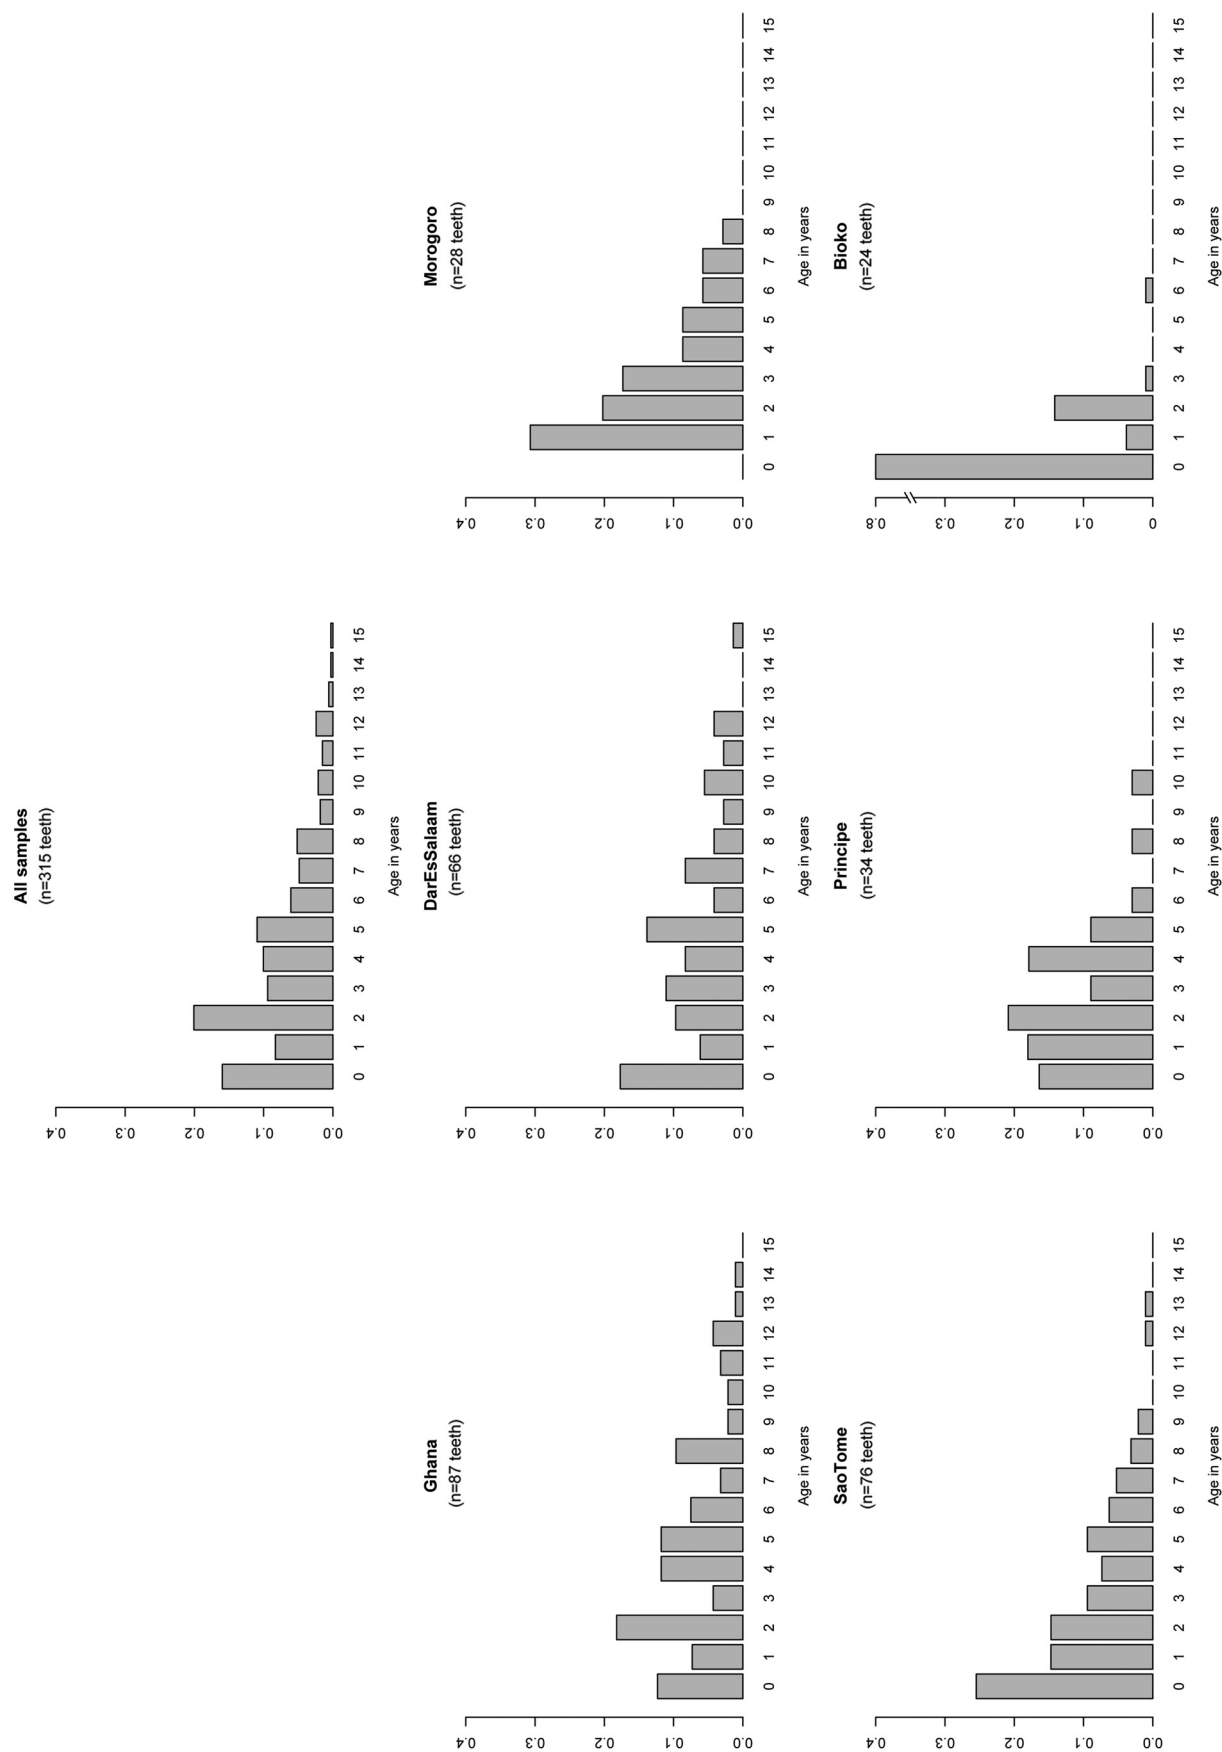 All samples
(n=315 teeth)
0.0 0.1 0.2 0.3 0.4
0 1 2 3 4 5 6 7 8 9 10 11 12 13 14 15
Age in years
Ghana
(n=87 teeth)
0.0 0.1 0.2 0.3 0.4
0 1 2 3 4 5 6 7 8 9 10 11 12 13 14 15
Age in years
DarEsSalaam
(n=66 teeth)
0.0 0.1 0.2 0.3 0.4
0 1 2 3 4 5 6 7 8 9 10 11 12 13 14 15
Age in years
Morogoro
(n=28 teeth)
0.0 0.1 0.2 0.3 0.4
0 1 2 3 4 5 6 7 8 9 10 11 12 13 14 15
Age in years
SaoTome
(n=76 teeth)
0.0 0.1 0.2 0.3 0.4
0 1 2 3 4 5 6 7 8 9 10 11 12 13 14 15
Age in years
Principe
(n=34 teeth)
0.0 0.1 0.2 0.3 0.4
0 1 2 3 4 5 6 7 8 9 10 11 12 13 14 15
Age in years
Bioko
(n=24 teeth)
0 0.1 0.2 0.3 0.8
0 1 2 3 4 5 6 7 8 9 10 11 12 13 14 15
Age in years